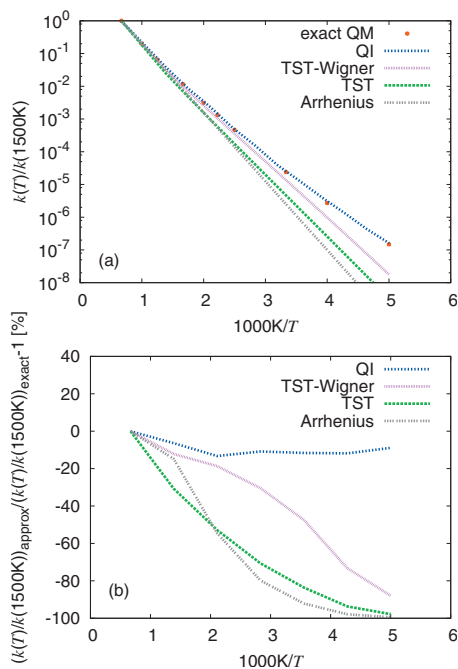 10^0
10^-1
10^-2
10^-3
10^-4
10^-5
10^-6
10^-7
10^-8
k(T)/k(1500K)
exact QM
QI
TST-Wigner
TST
Arrhenius
(a)
0 1 2 3 4 5 6
1000K/T
(k(T)/k(1500K))approx/(k(T)/k(1500K))exact-1 [%]
40
20
0
-20
-40
-60
-80
-100
QI
TST-Wigner
TST
Arrhenius
(b)
0 1 2 3 4 5 6
1000K/T